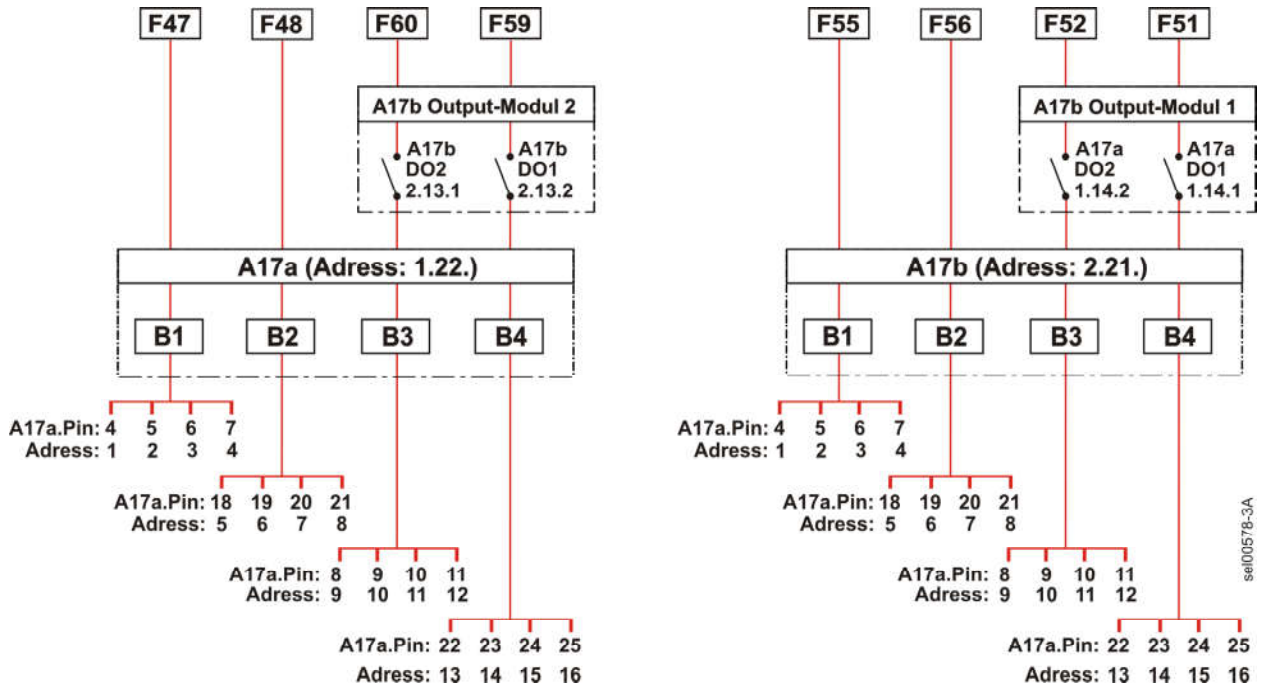 F47 F48 F60 F59
A17b Output-Modul 2
A17b
DO2
2.13.1
A17b
DO1
2.13.2
A17a (Adress: 1.22.)
B1 B2 B3 B4
A17a.Pin: 4 5 6 7
Adress: 1 2 3 4
A17a.Pin: 18 19 20 21
Adress: 5 6 7 8
A17a.Pin: 8 9 10 11
Adress: 9 10 11 12
A17a.Pin: 22 23 24 25
Adress: 13 14 15 16
F55 F56 F52 F51
A17b Output-Modul 1
A17a
DO2
1.14.2
A17a
DO1
1.14.1
A17b (Adress: 2.21.)
B1 B2 B3 B4
A17a.Pin: 4 5 6 7
Adress: 1 2 3 4
A17a.Pin: 18 19 20 21
Adress: 5 6 7 8
A17a.Pin: 8 9 10 11
Adress: 9 10 11 12
A17a.Pin: 22 23 24 25
Adress: 13 14 15 16
sel00578-3A